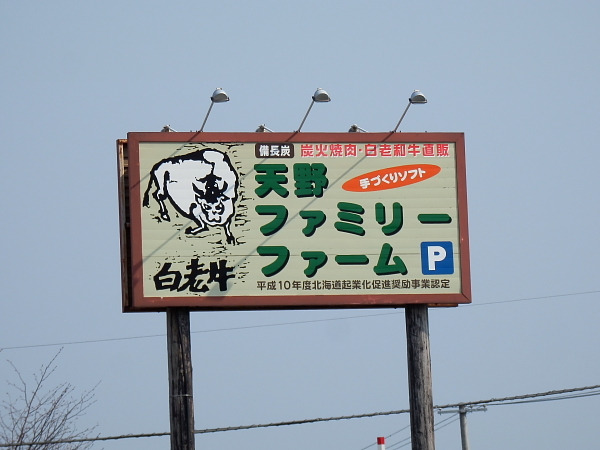 備長炭 炭火焼肉・白老和牛直販
天野
手づくりソフト
ファミリー
ファーム P
白老牛
平成10年度北海道起業化促進奨励事業認定